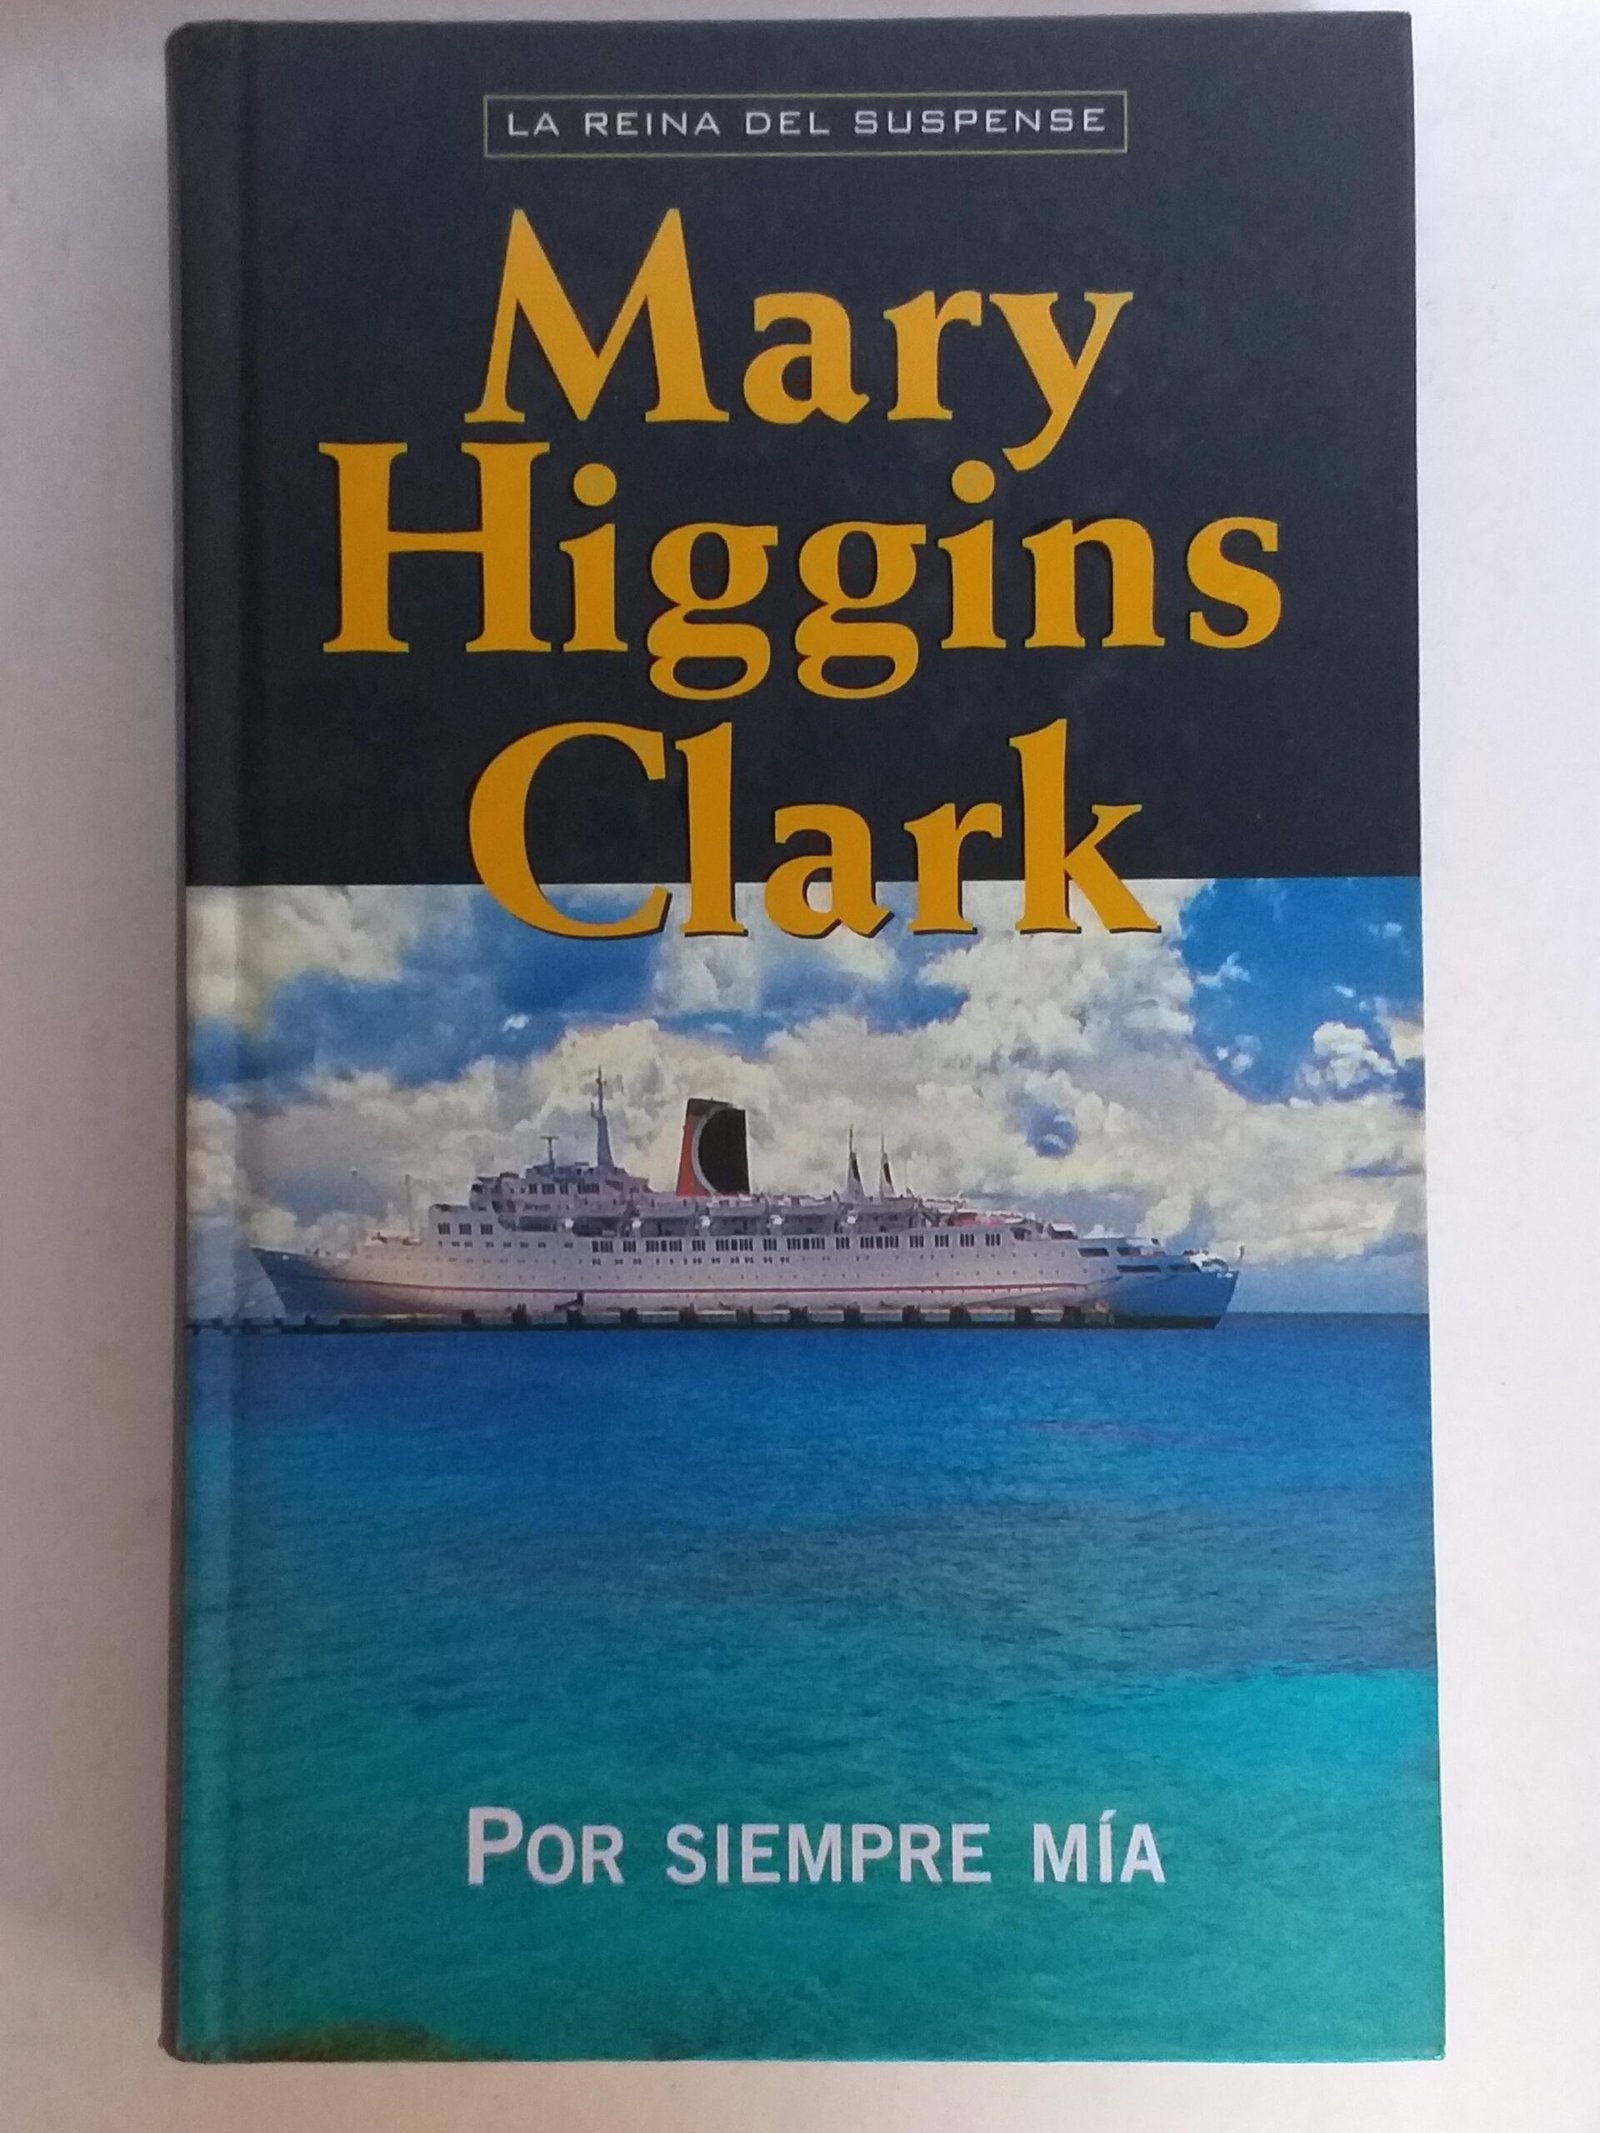 LA REINA DEL SUSPENSE
Mary
Higgins
Clark
POR SIEMPRE MÍA